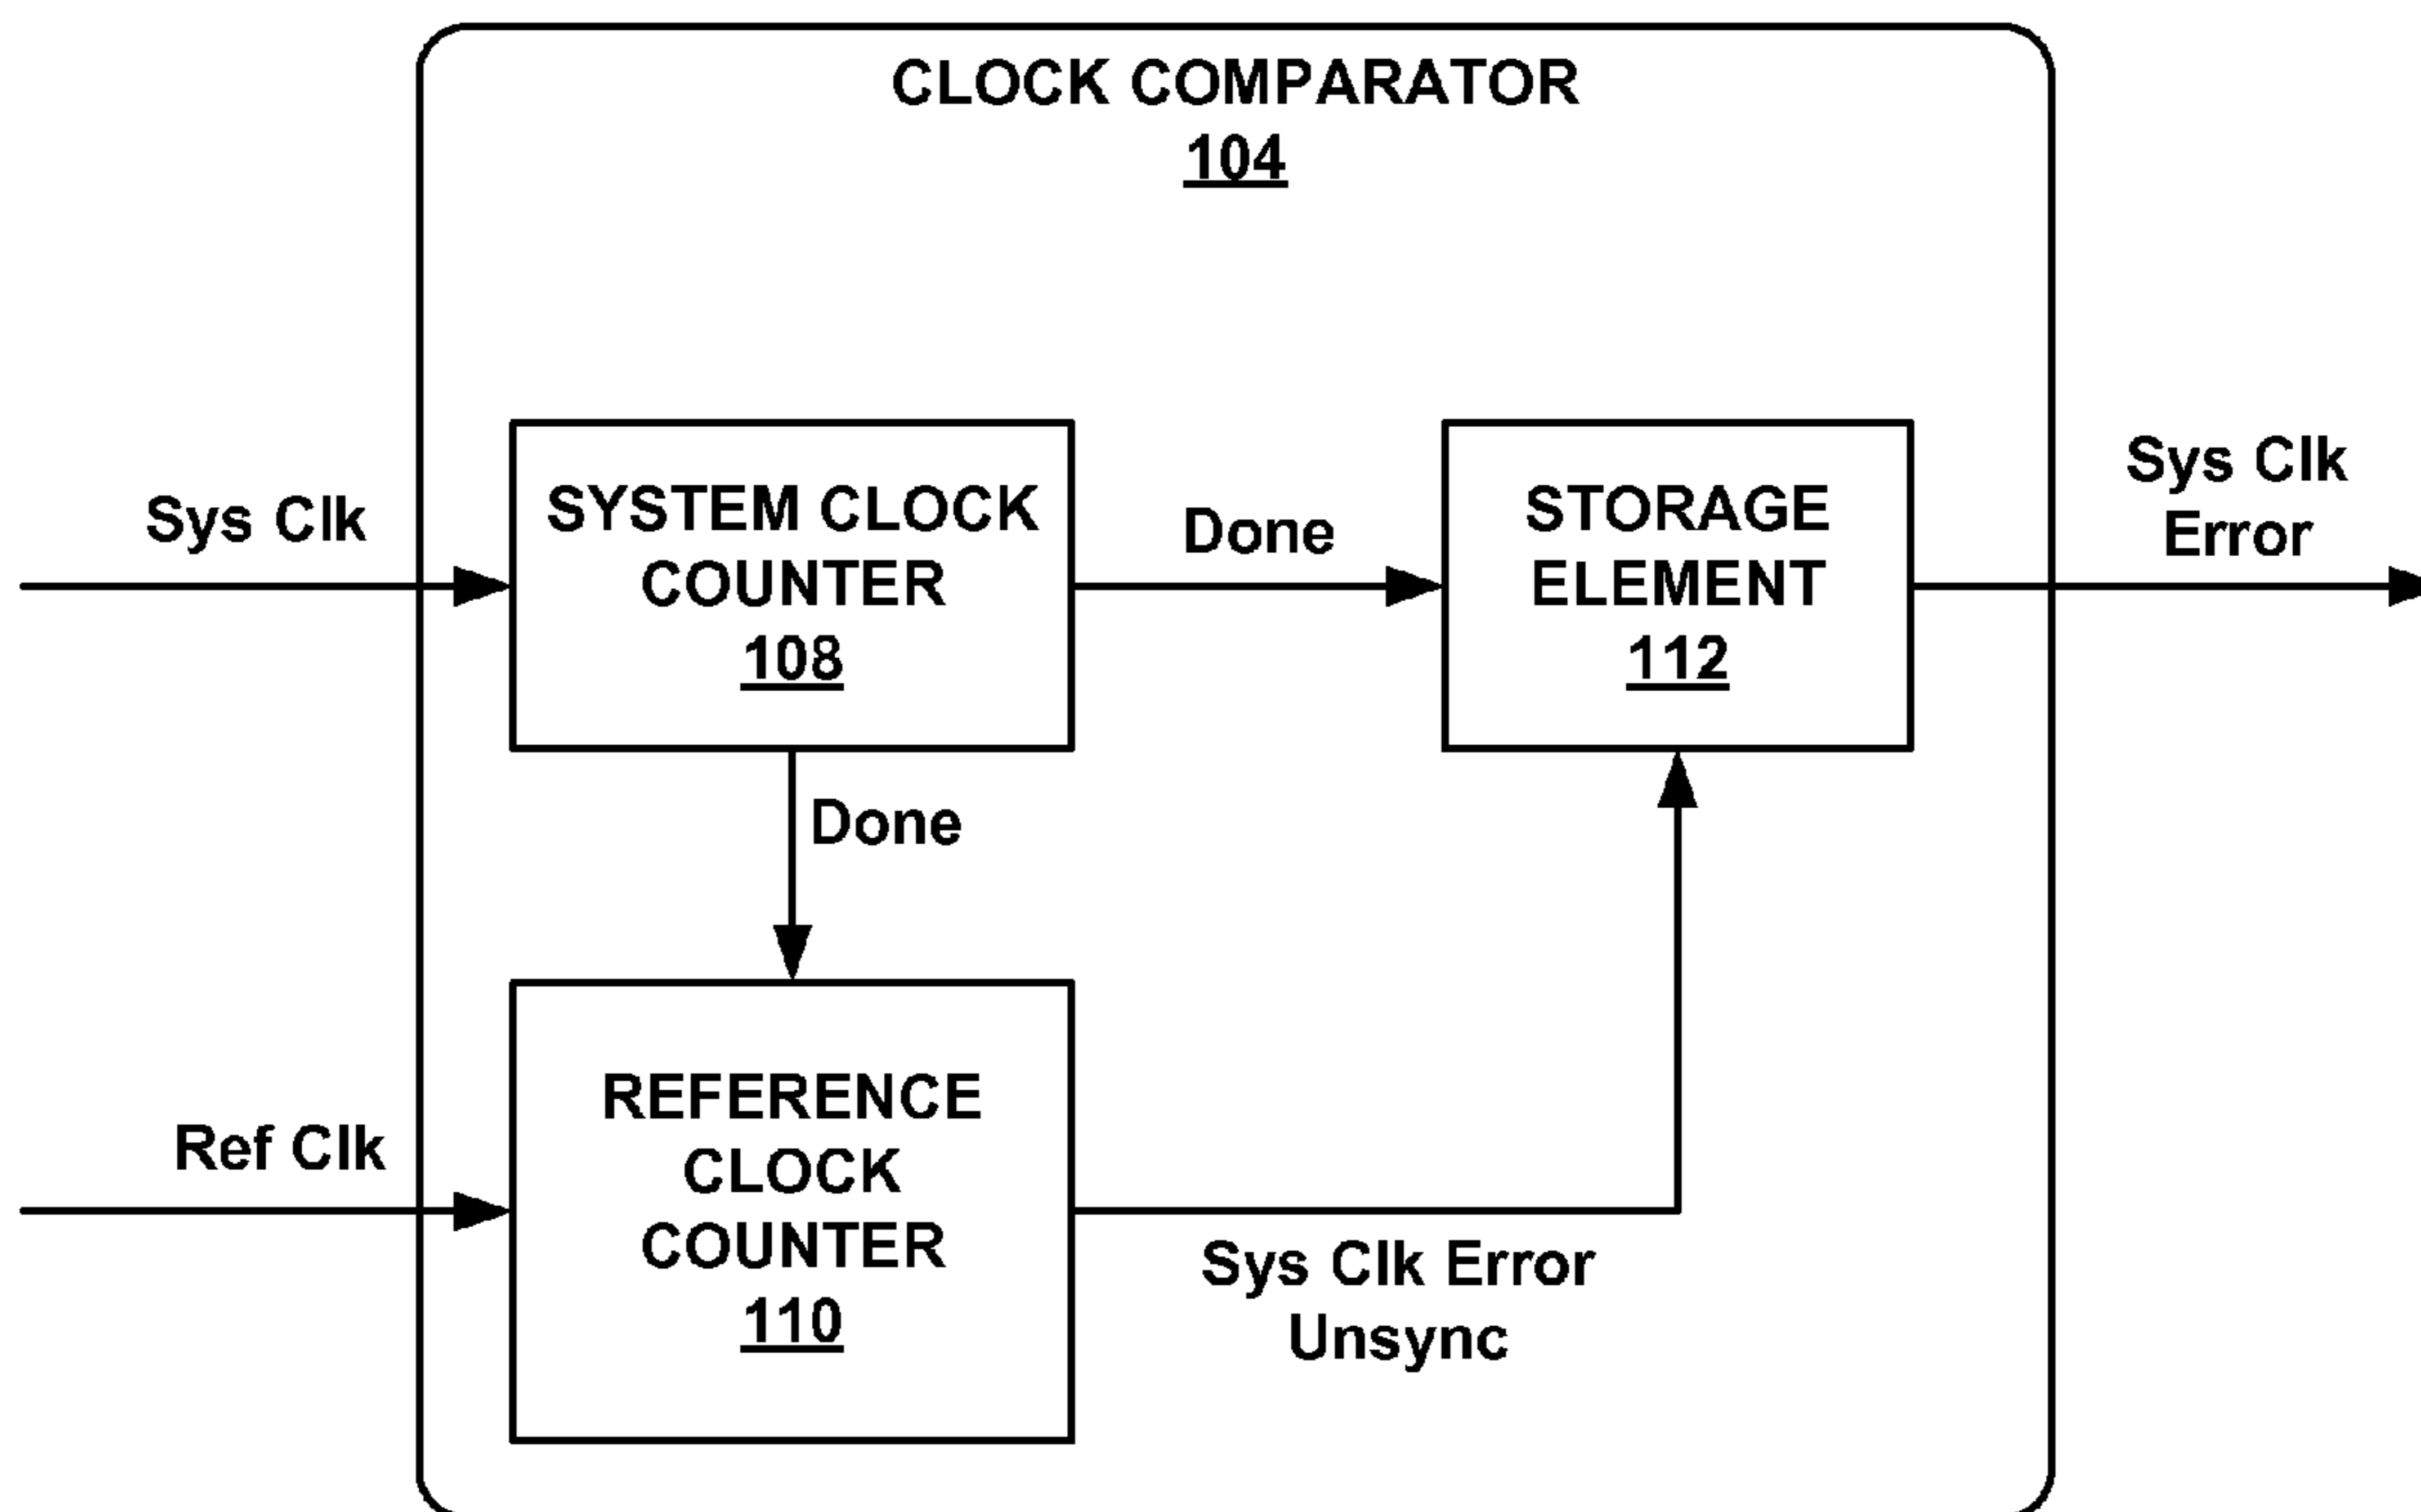 CLOCK COMPARATOR
104
Sys Clk
SYSTEM CLOCK
COUNTER
108
Done
STORAGE
ELEMENT
112
Sys Clk
Error
Done
Ref Clk
REFERENCE
CLOCK
COUNTER
110
Sys Clk Error
Unsync